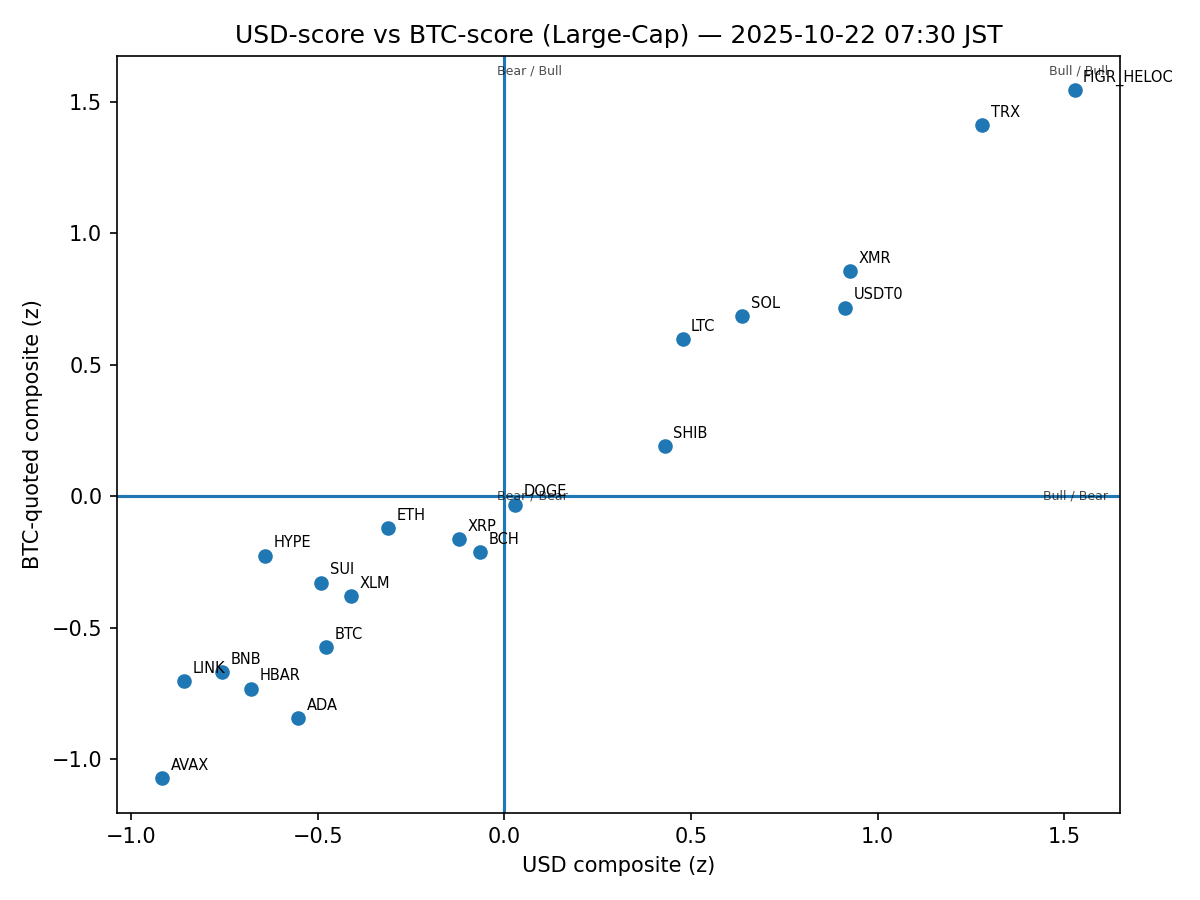 USD-score vs BTC-score (Large-Cap) — 2025-10-22 07:30 JST
Bear / Bull
Bull / Bull
FIGR_HELOC
TRX
XMR
USDT0
SOL
LTC
SHIB
DOGE
Bear / Bear
Bull / Bear
ETH
XRP
BCH
HYPE
SUI
XLM
BTC
BNB
LINK
HBAR
ADA
AVAX
1.5
1.0
0.5
0.0
−0.5
−1.0
BTC-quoted composite (z)
−1.0
−0.5
0.0
0.5
1.0
1.5
USD composite (z)